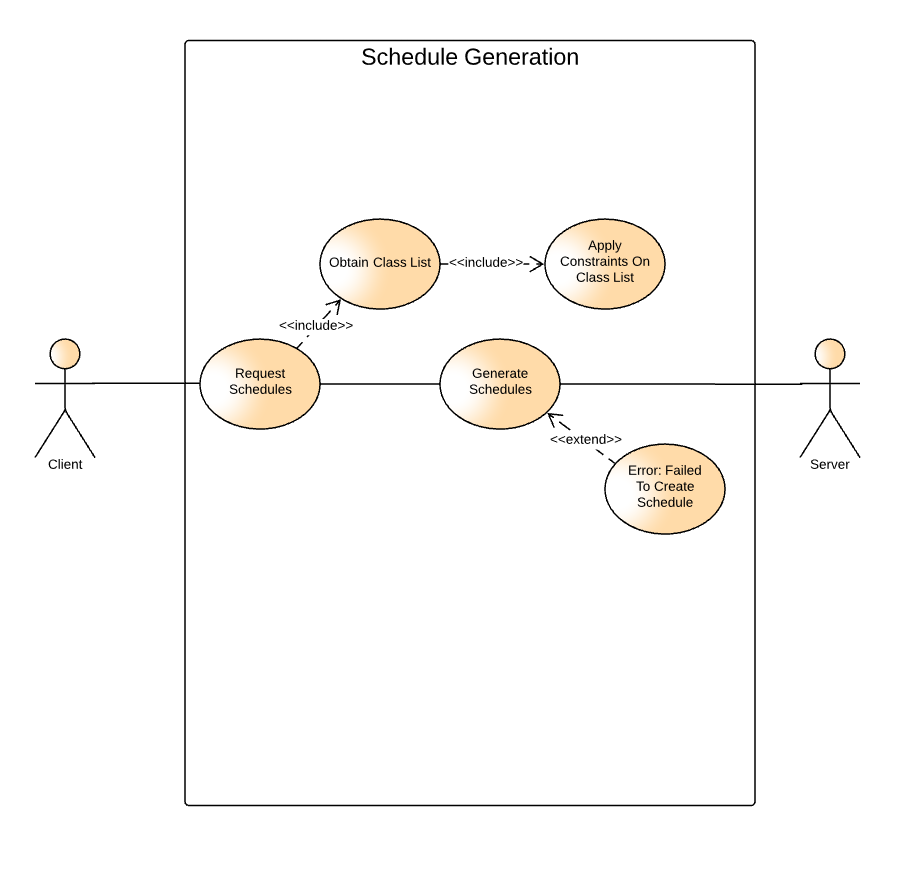 Schedule Generation
Obtain Class List
<<include>>
Apply
Constraints On
Class List
<<include>>
Request
Schedules
Generate
Schedules
<<extend>>
Error: Failed
To Create
Schedule
Client
Server